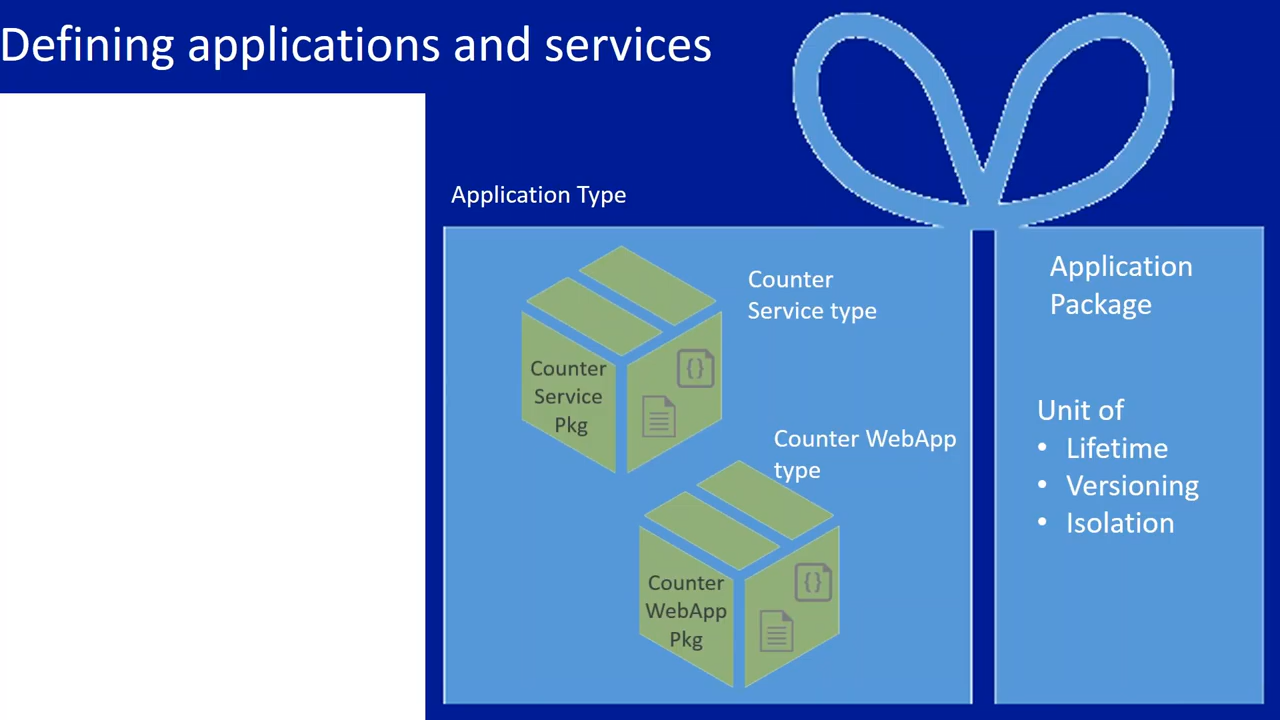 Defining applications and services
Application Type
Counter
Service type
Counter
Service
Pkg
{}
Counter WebApp
type
Counter
WebApp
Pkg
{}
Application
Package
Unit of
• Lifetime
• Versioning
• Isolation